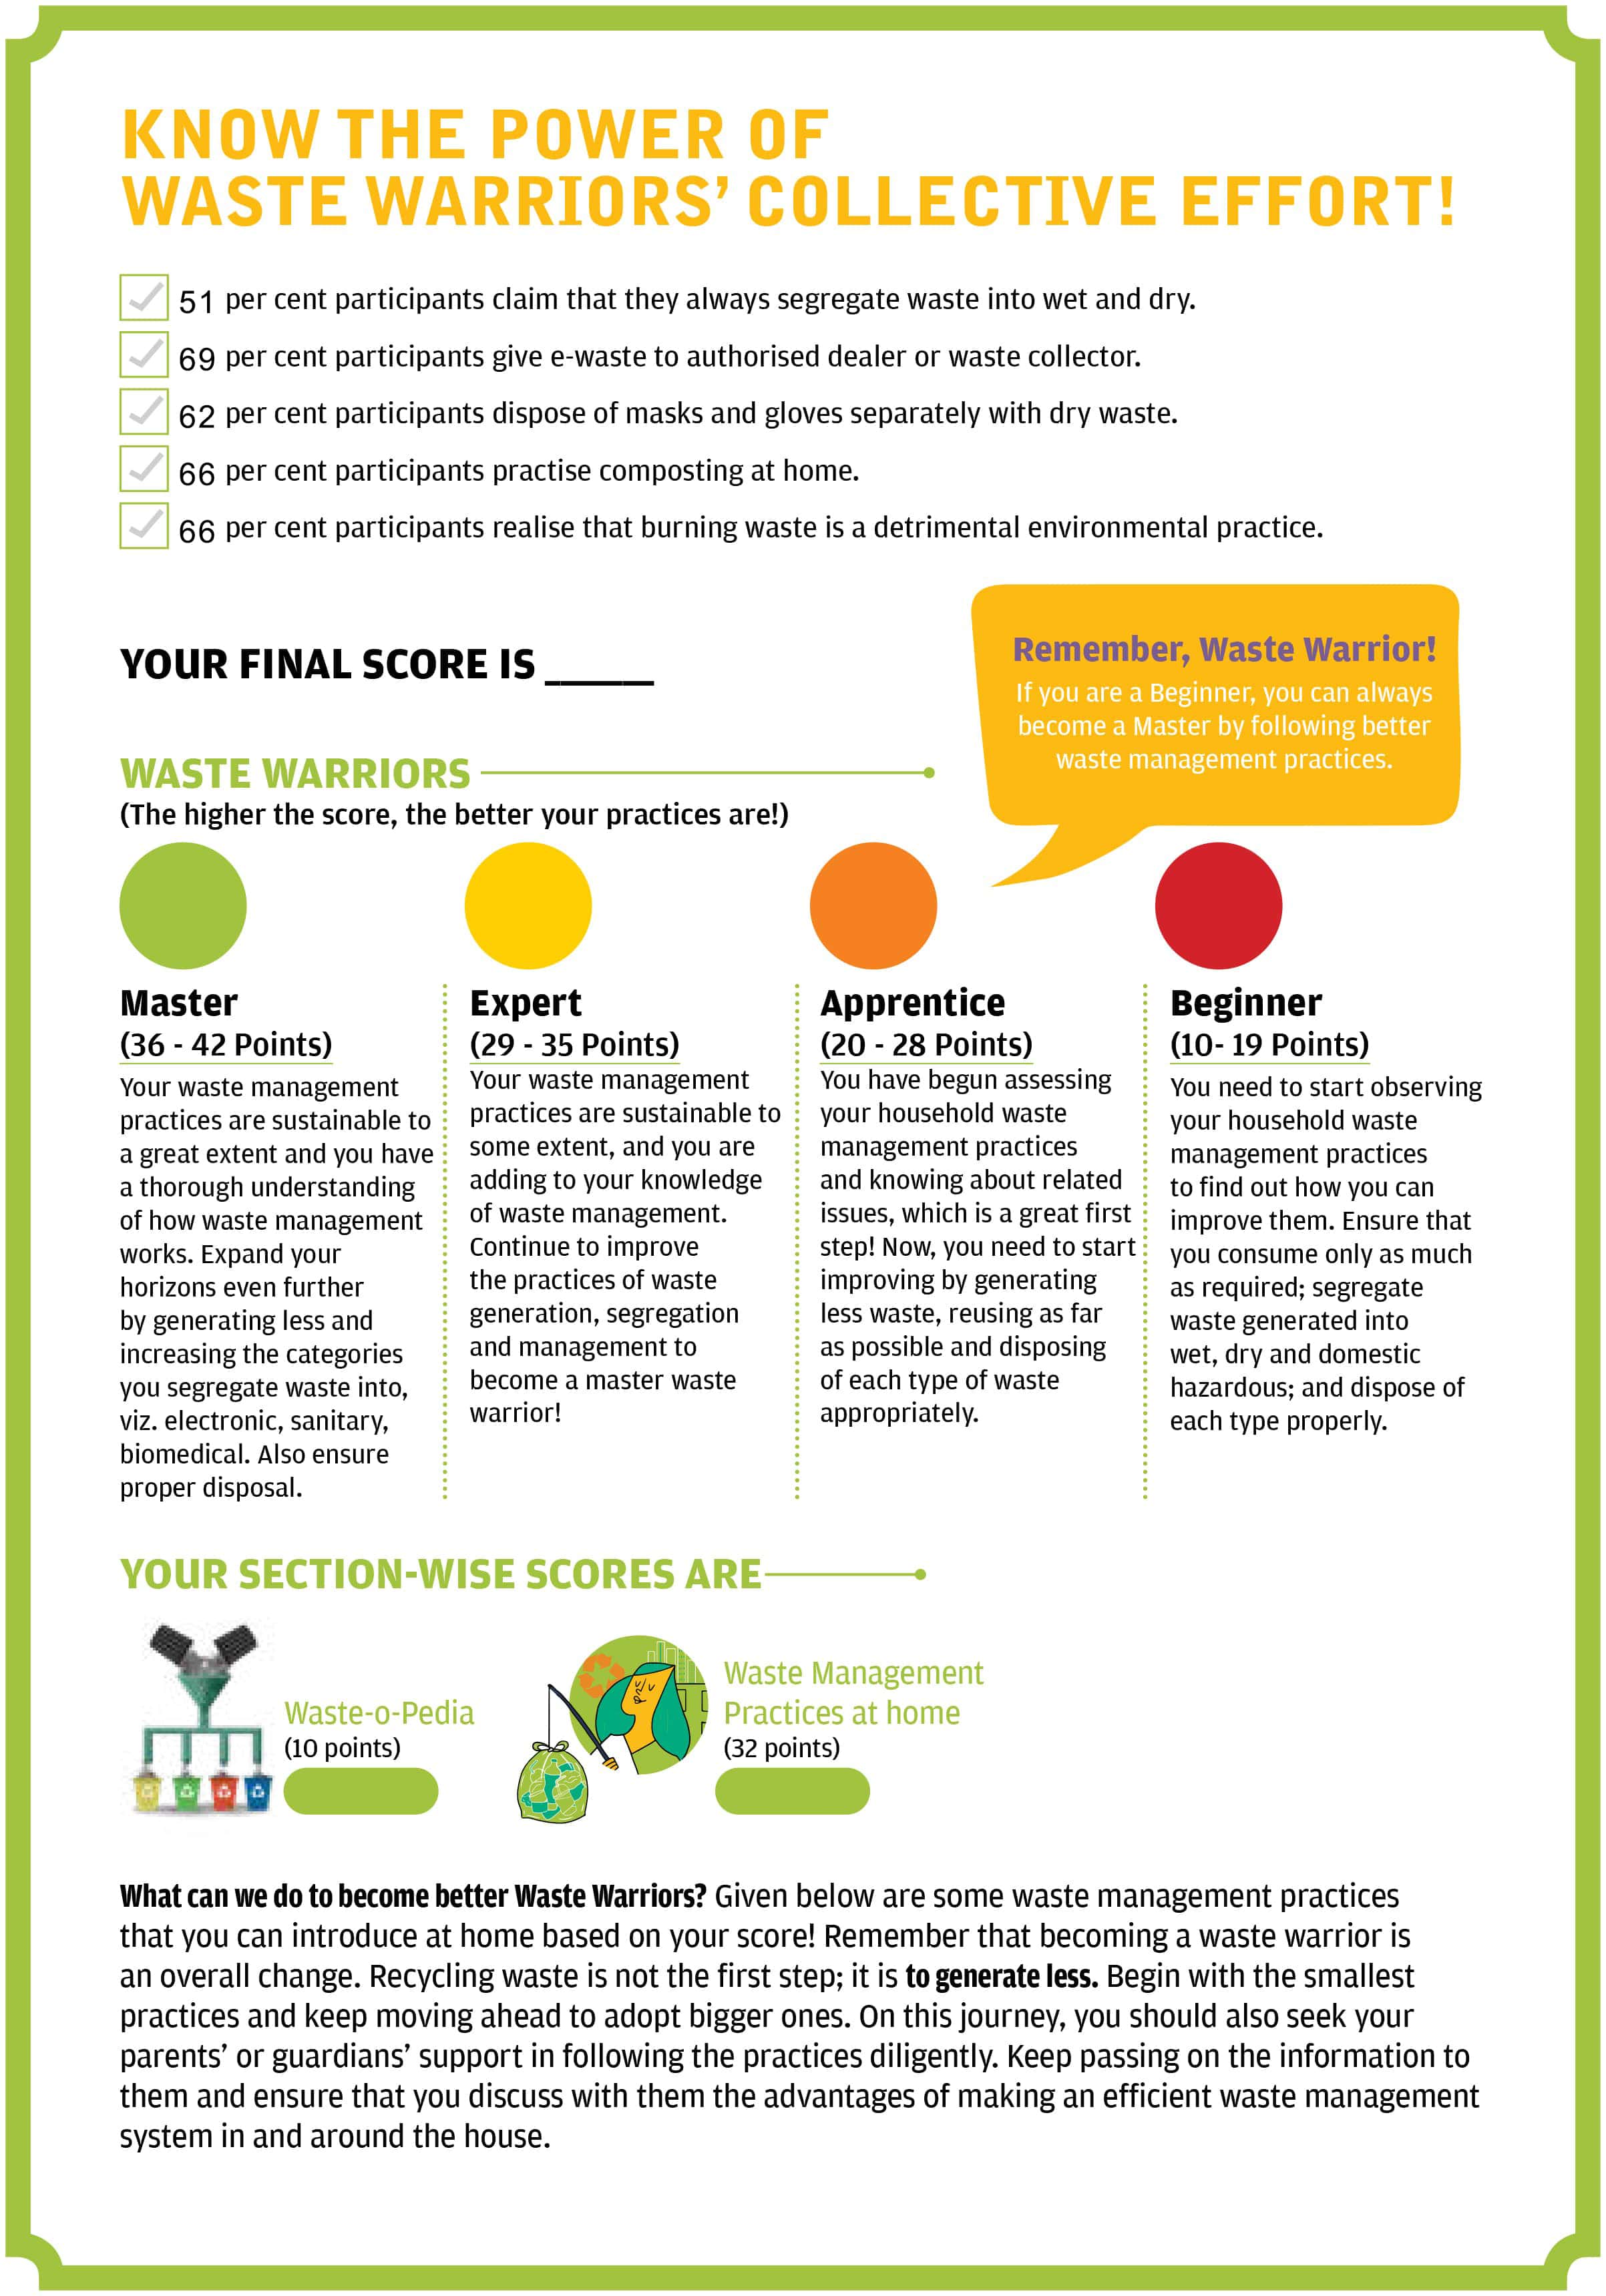 KNOW THE POWER OF
WASTE WARRIORS’ COLLECTIVE EFFORT!
51 per cent participants claim that they always segregate waste into wet and dry.
69 per cent participants give e-waste to authorised dealer or waste collector.
62 per cent participants dispose of masks and gloves separately with dry waste.
66 per cent participants practise composting at home.
66 per cent participants realise that burning waste is a detrimental environmental practice.
YOUR FINAL SCORE IS _____
Remember, Waste Warrior!
If you are a Beginner, you can always
become a Master by following better
waste management practices.
WASTE WARRIORS
(The higher the score, the better your practices are!)
Master
(36 - 42 Points)
Your waste management
practices are sustainable to
a great extent and you have
a thorough understanding
of how waste management
works. Expand your
horizons even further
by generating less and
increasing the categories
you segregate waste into,
viz. electronic, sanitary,
biomedical. Also ensure
proper disposal.
Expert
(29 - 35 Points)
Your waste management
practices are sustainable to
some extent, and you are
adding to your knowledge
of waste management.
Continue to improve
the practices of waste
generation, segregation
and management to
become a master waste
warrior!
Apprentice
(20 - 28 Points)
You have begun assessing
your household waste
management practices
and knowing about related
issues, which is a great first
step! Now, you need to start
improving by generating
less waste, reusing as far
as possible and disposing
of each type of waste
appropriately.
Beginner
(10- 19 Points)
You need to start observing
your household waste
management practices
to find out how you can
improve them. Ensure that
you consume only as much
as required; segregate
waste generated into
wet, dry and domestic
hazardous; and dispose of
each type properly.
YOUR SECTION-WISE SCORES ARE
Waste-o-Pedia
(10 points)
Waste Management
Practices at home
(32 points)
What can we do to become better Waste Warriors? Given below are some waste management practices
that you can introduce at home based on your score! Remember that becoming a waste warrior is
an overall change. Recycling waste is not the first step; it is to generate less. Begin with the smallest
practices and keep moving ahead to adopt bigger ones. On this journey, you should also seek your
parents’ or guardians’ support in following the practices diligently. Keep passing on the information to
them and ensure that you discuss with them the advantages of making an efficient waste management
system in and around the house.